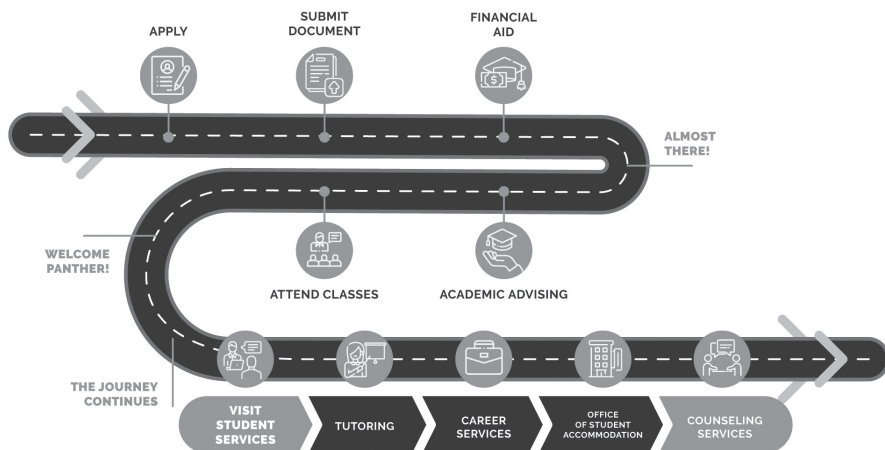 APPLY
SUBMIT
DOCUMENT
FINANCIAL
AID
$
ALMOST
THERE!
ACADEMIC ADVISING
ATTEND CLASSES
WELCOME
PANTHER!
THE JOURNEY
CONTINUES
VISIT
STUDENT
SERVICES
TUTORING
CAREER
SERVICES
OFFICE
OF STUDENT
ACCOMMODATION
COUNSELING
SERVICES